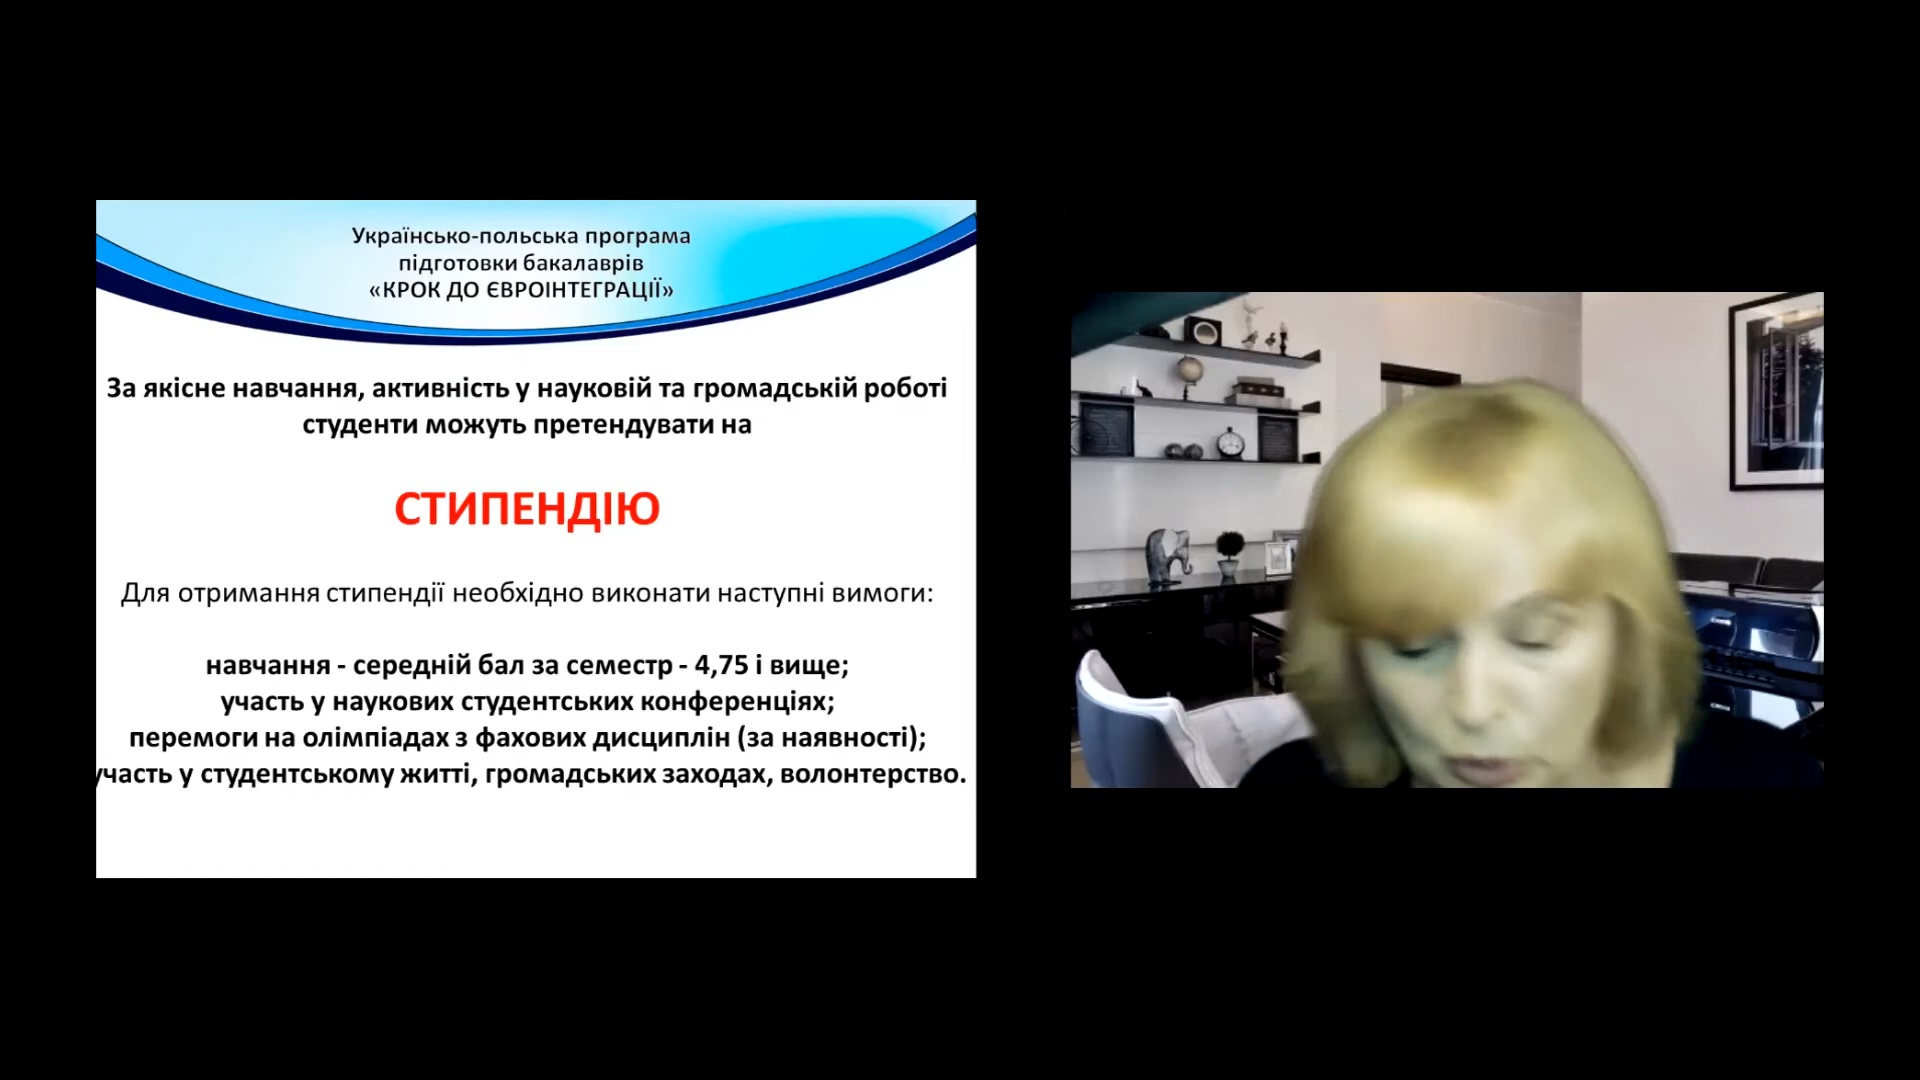 Українсько-польська програма
підготовки бакалаврів
«КРОК ДО ЄВРОІНТЕГРАЦІЇ»
За якісне навчання, активність у науковій та громадській роботі
студенти можуть претендувати на
СТИПЕНДІЮ
Для отримання стипендії необхідно виконати наступні вимоги:
навчання - середній бал за семестр - 4,75 і вище;
участь у наукових студентських конференціях;
перемоги на олімпіадах з фахових дисциплін (за наявності);
участь у студентському житті, громадських заходах, волонтерство.